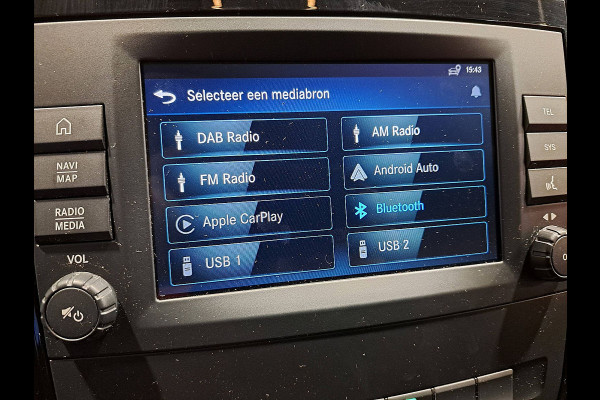 15:43
Selecteer een mediabron
DAB Radio
AM Radio
FM Radio
Android Auto
Apple CarPlay
Bluetooth
USB 1
USB 2
NAVI
MAP
RADIO
MEDIA
VOL
TEL
SYS